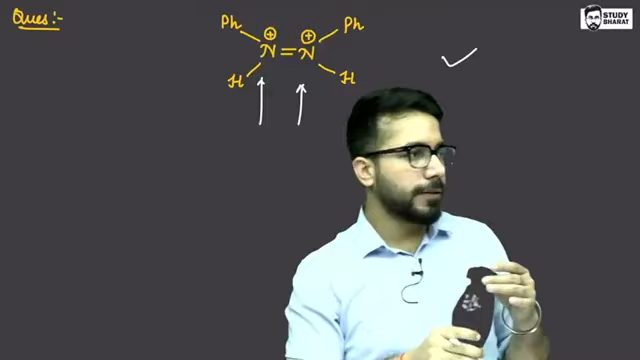 Ques:-
STUDY BHARAT
Ph Ph
⊕ ⊕
N=N
H H